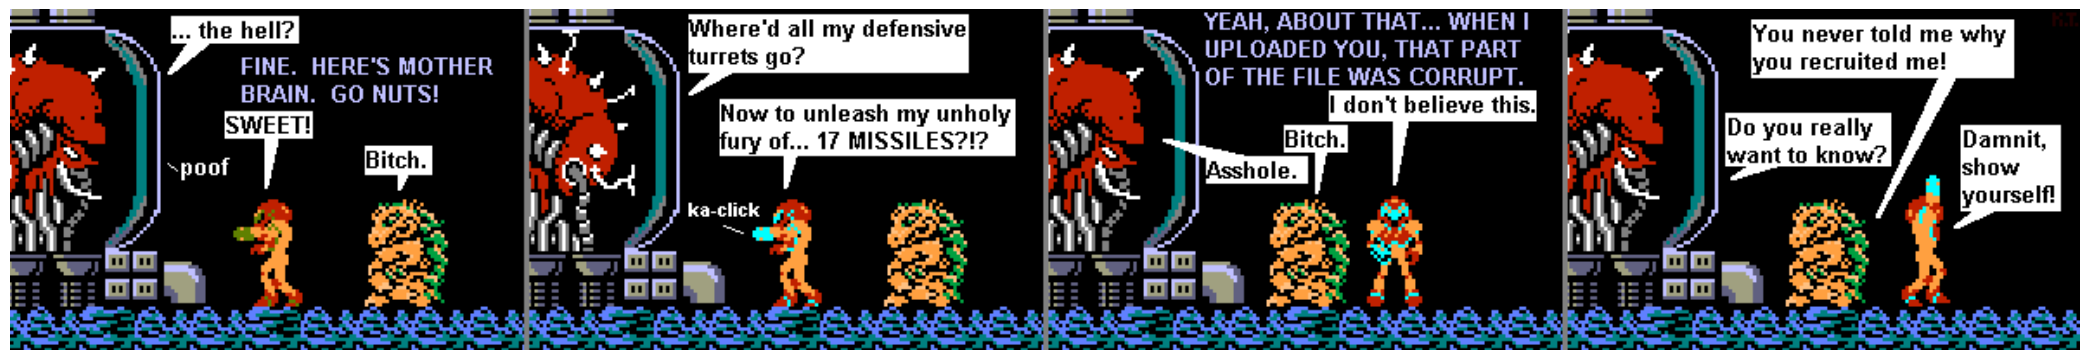 ... the hell?
FINE.  HERE'S MOTHER
BRAIN.  GO NUTS!
SWEET!
Bitch.
poof
Where'd all my defensive
turrets go?
Now to unleash my unholy
fury of... 17 MISSILES?!?
ka-click
YEAH, ABOUT THAT... WHEN I
UPLOADED YOU, THAT PART
OF THE FILE WAS CORRUPT.
I don't believe this.
Bitch.
Asshole.
You never told me why
you recruited me!
Do you really
want to know?
Damnit,
show
yourself!